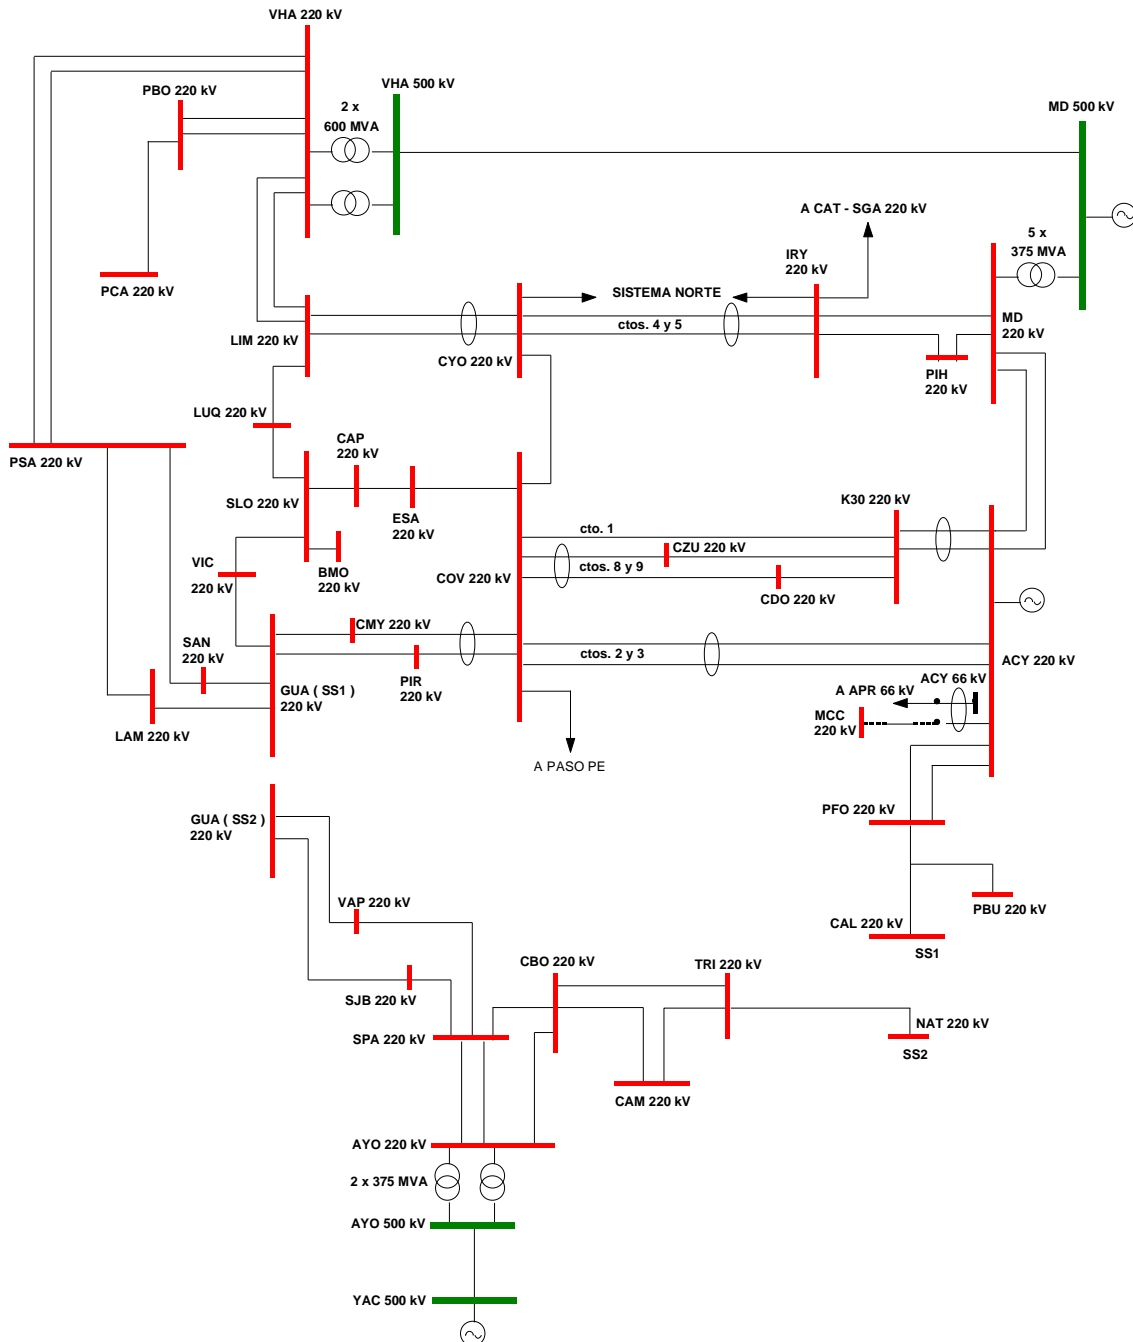 VHA 220 kV
VHA 500 kV
PBO 220 kV
2 x
600 MVA
MD 500 kV
A CAT - SGA 220 kV
5 x
375 MVA
IRY
220 kV
PCA 220 kV
SISTEMA NORTE
MD
220 kV
ctos. 4 y 5
LIM 220 kV
CYO 220 kV
PIH
220 kV
LUQ 220 kV
CAP
220 kV
PSA 220 kV
SLO 220 kV
ESA
220 kV
K30 220 kV
cto. 1
CZU 220 kV
VIC
220 kV
BMO
220 kV
COV 220 kV
ctos. 8 y 9
CDO 220 kV
CMY 220 kV
SAN
220 kV
ctos. 2 y 3
ACY 220 kV
PIR
220 kV
GUA ( SS1 )
220 kV
ACY 66 kV
A APR 66 kV
MCC
220 kV
LAM 220 kV
A PASO PE
PFO 220 kV
GUA ( SS2 )
220 kV
VAP 220 kV
PBU 220 kV
CAL 220 kV
SS1
CBO 220 kV
TRI 220 kV
SJB 220 kV
NAT 220 kV
SPA 220 kV
SS2
CAM 220 kV
AYO 220 kV
2 x 375 MVA
AYO 500 kV
YAC 500 kV